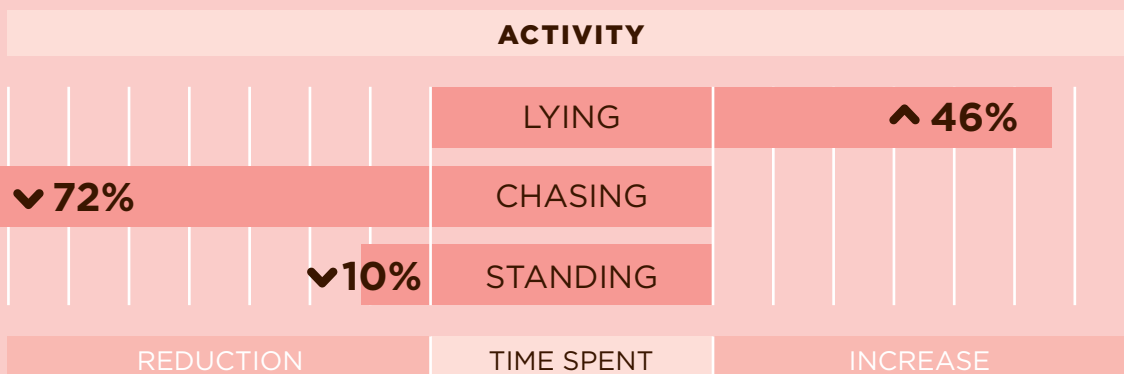 ACTIVITY
LYING 46%
72% CHASING
10% STANDING
REDUCTION TIME SPENT INCREASE